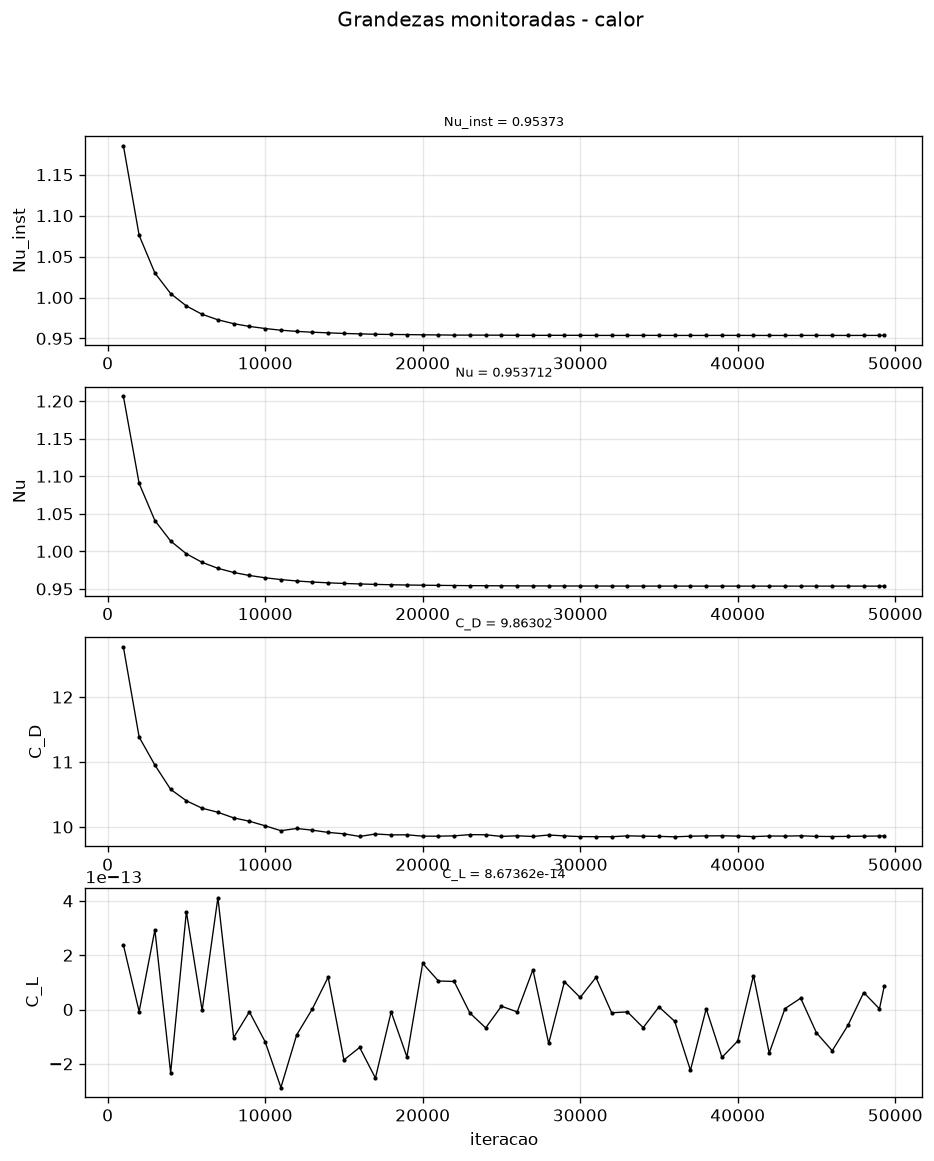 Grandezas monitoradas - calor
Nu_inst = 0.95373
Nu_inst
1.15
1.10
1.05
1.00
0.95
0 10000 20000 30000 40000 50000
Nu = 0.953712
Nu
1.20
1.15
1.10
1.05
1.00
0.95
0 10000 20000 30000 40000 50000
C_D = 9.86302
C_D
12
11
10
0 10000 20000 30000 40000 50000
1e−13
C_L = 8.67362e-14
C_L
4
2
0
−2
0 10000 20000 30000 40000 50000
iteracao